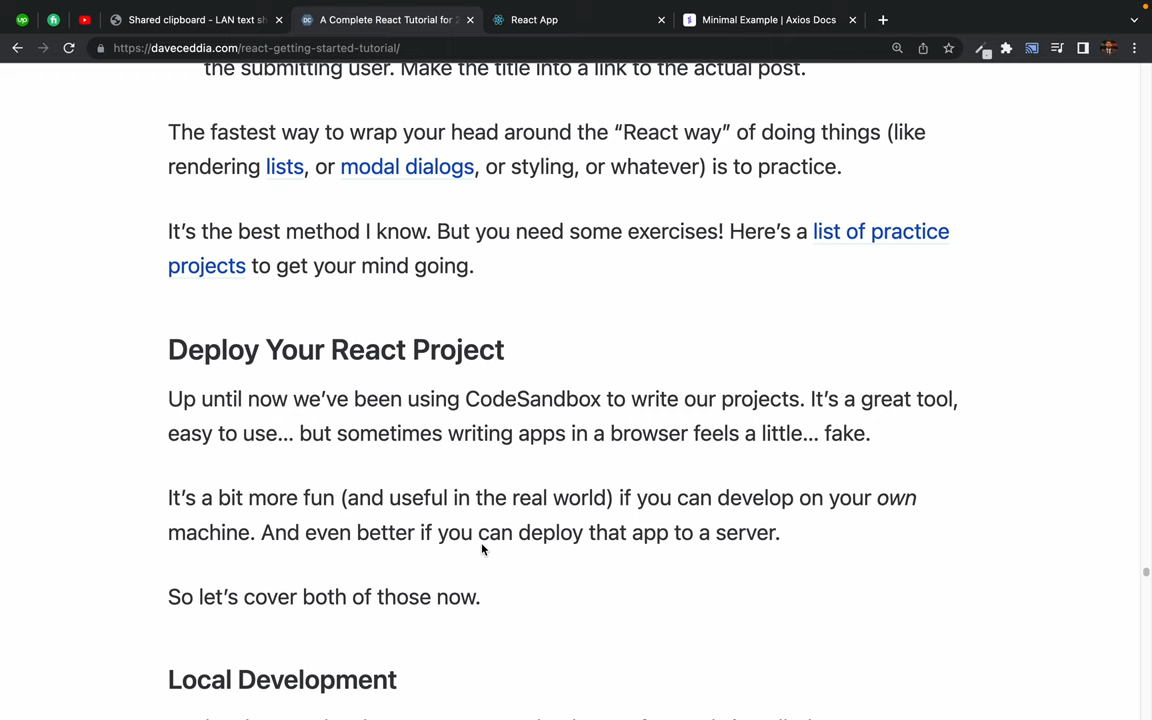 Shared clipboard - LAN text sh
A Complete React Tutorial for 2
React App
Minimal Example | Axios Docs
https://daveceddia.com/react-getting-started-tutorial/
the submitting user. Make the title into a link to the actual post.
The fastest way to wrap your head around the “React way” of doing things (like
rendering lists, or modal dialogs, or styling, or whatever) is to practice.
It’s the best method I know. But you need some exercises! Here’s a list of practice
projects to get your mind going.
Deploy Your React Project
Up until now we’ve been using CodeSandbox to write our projects. It’s a great tool,
easy to use… but sometimes writing apps in a browser feels a little… fake.
It’s a bit more fun (and useful in the real world) if you can develop on your own
machine. And even better if you can deploy that app to a server.
So let’s cover both of those now.
Local Development